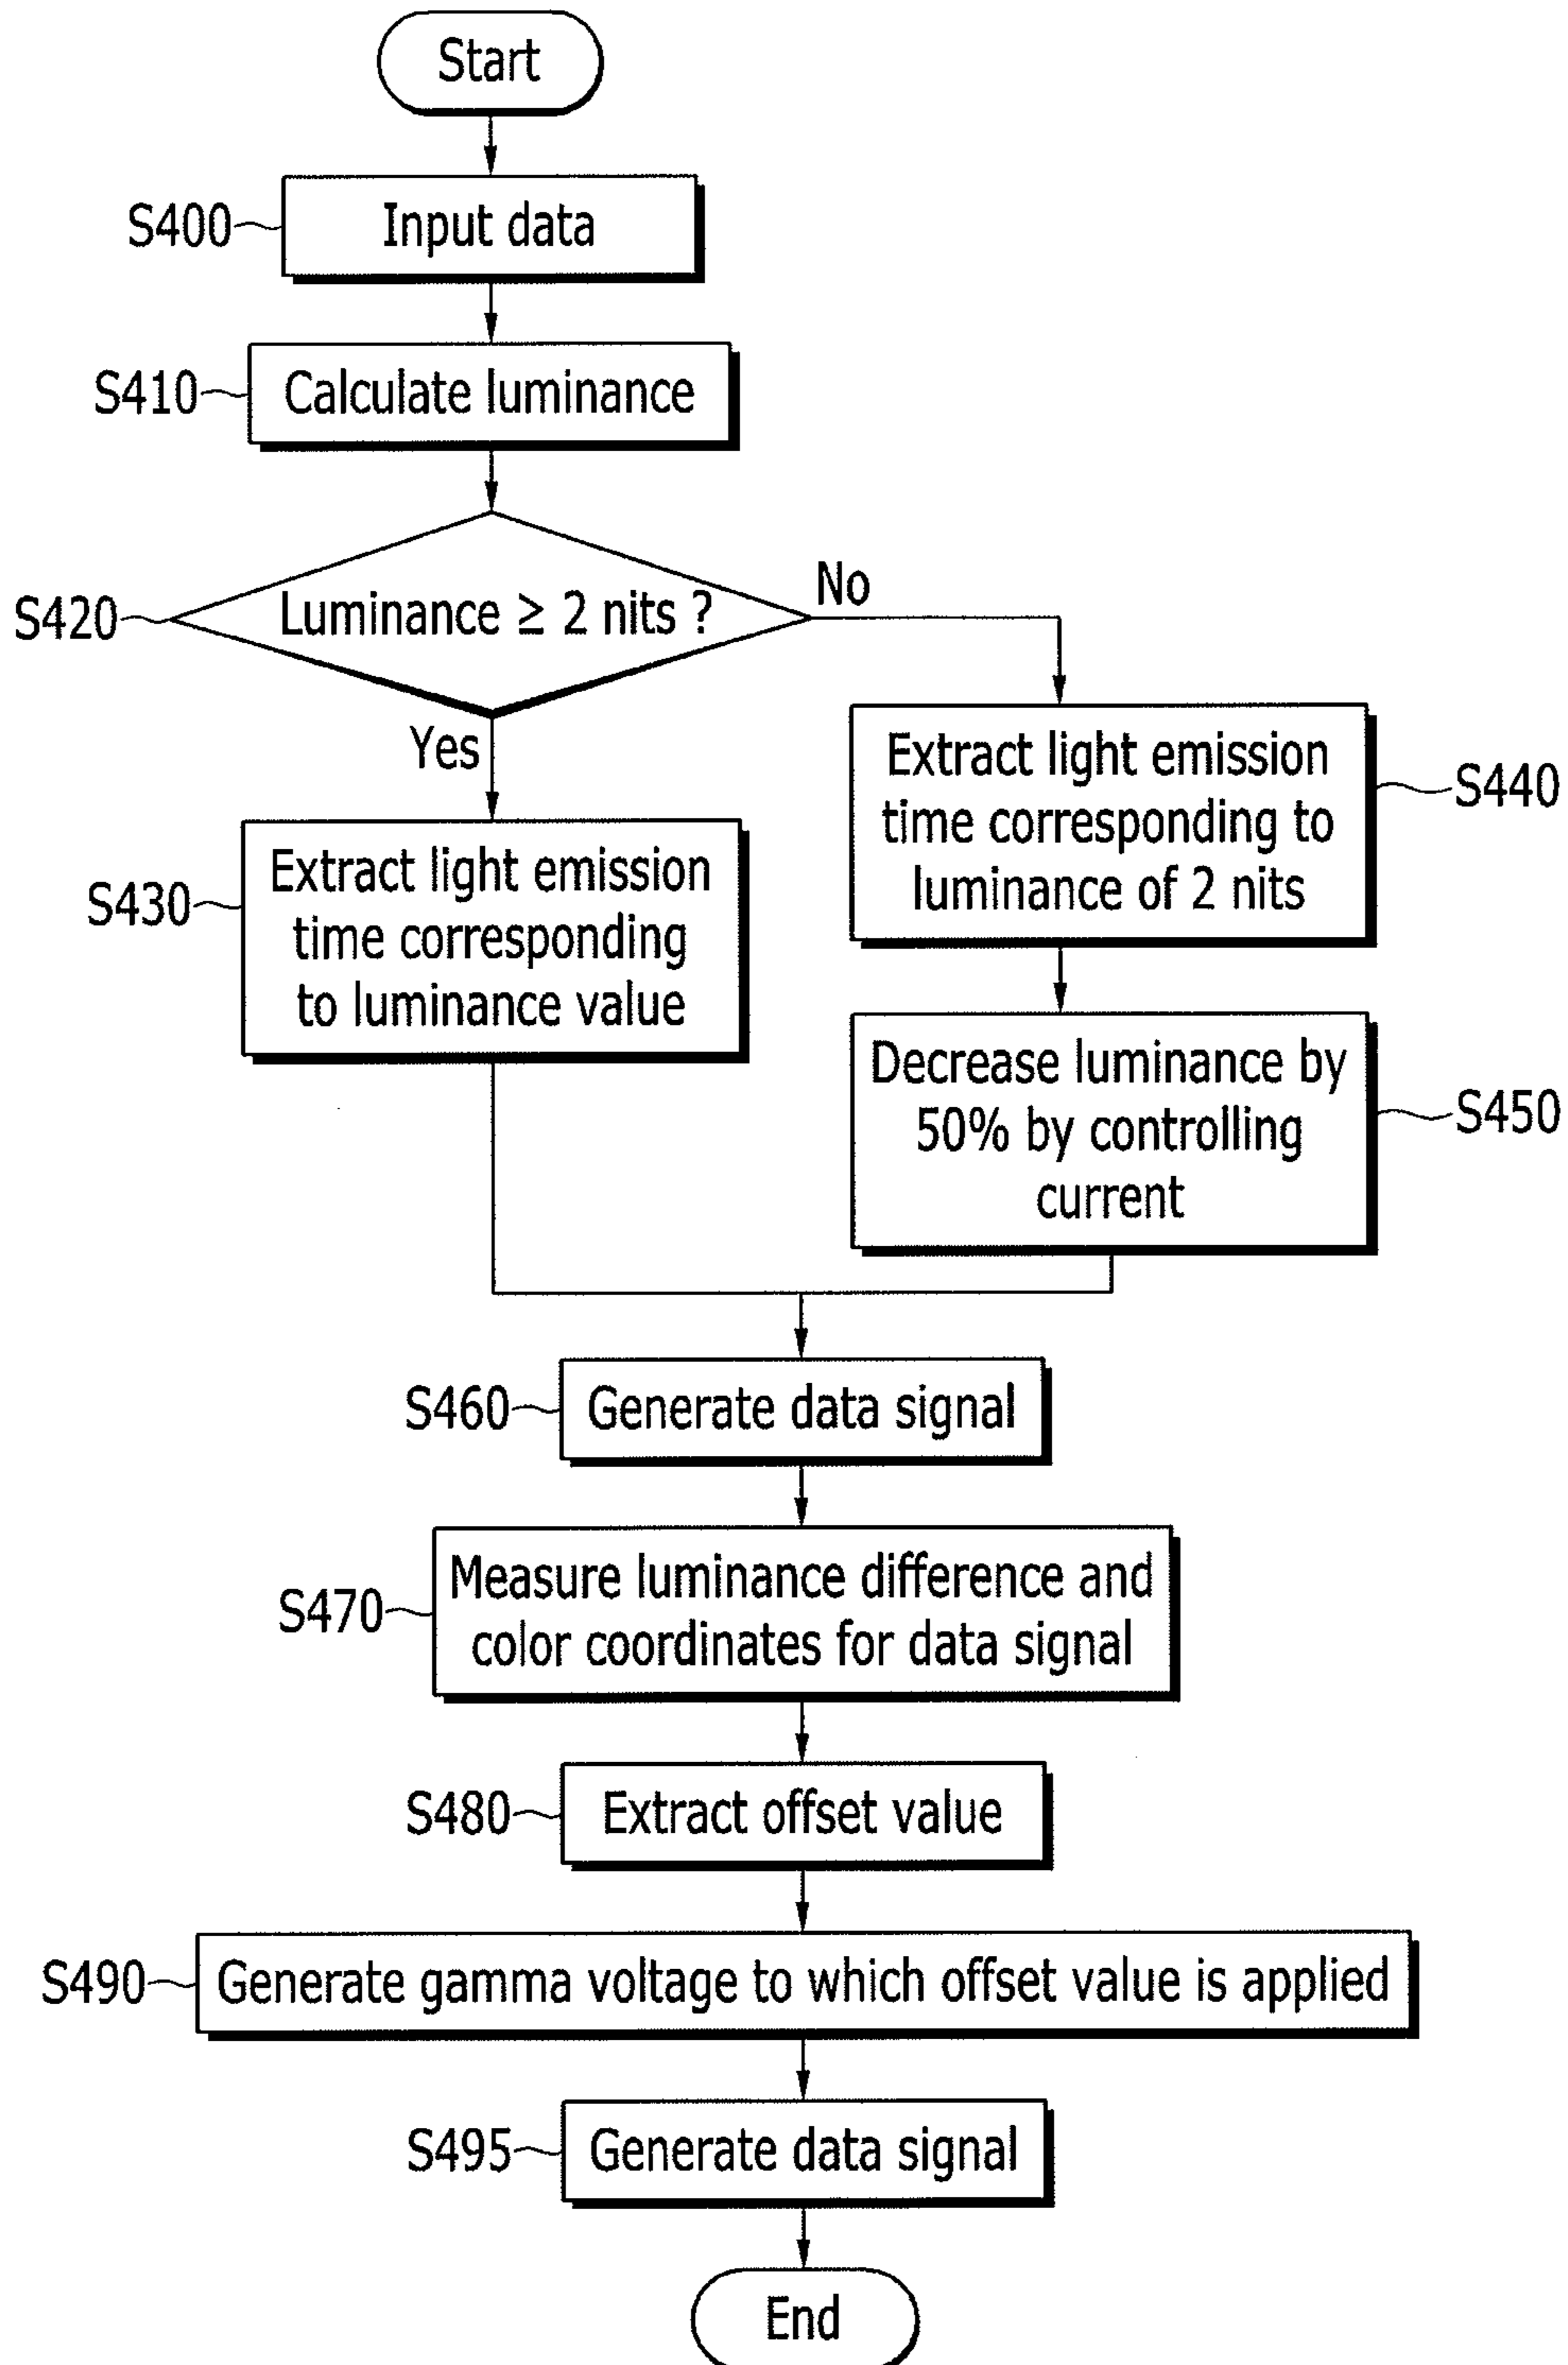 Start
S400
Input data
S410
Calculate luminance
S420
Luminance ≥ 2 nits ?
No
Yes
S430
Extract light emission
time corresponding
to luminance value
Extract light emission
time corresponding to
luminance of 2 nits
S440
Decrease luminance by
50% by controlling
current
S450
S460
Generate data signal
S470
Measure luminance difference and
color coordinates for data signal
S480
Extract offset value
S490
Generate gamma voltage to which offset value is applied
S495
Generate data signal
End